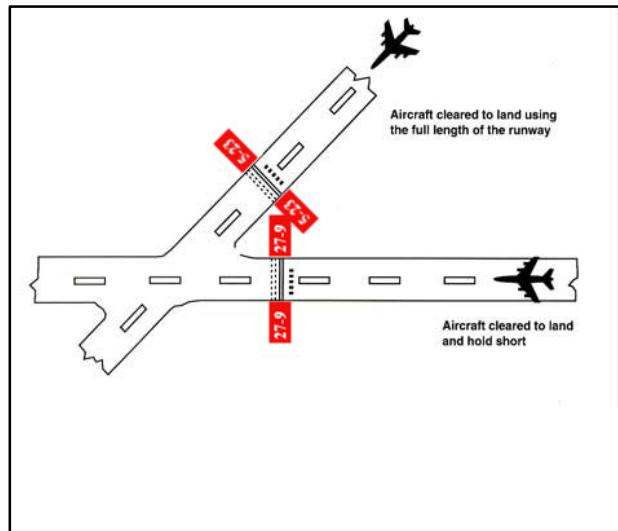 Aircraft cleared to land using
the full length of the runway
5-23
5-23
27-9
27-9
Aircraft cleared to land
and hold short